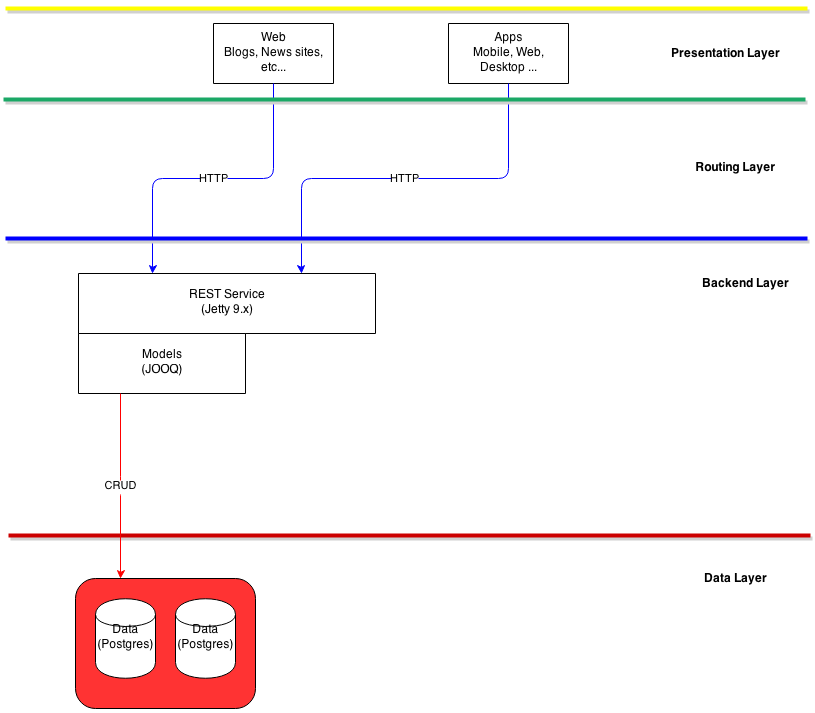 Web
Blogs, News sites,
etc...
Apps
Mobile, Web,
Desktop ...
Presentation Layer
Routing Layer
HTTP
HTTP
Backend Layer
REST Service
(Jetty 9.x)
Models
(JOOQ)
CRUD
Data Layer
Data
(Postgres)
Data
(Postgres)